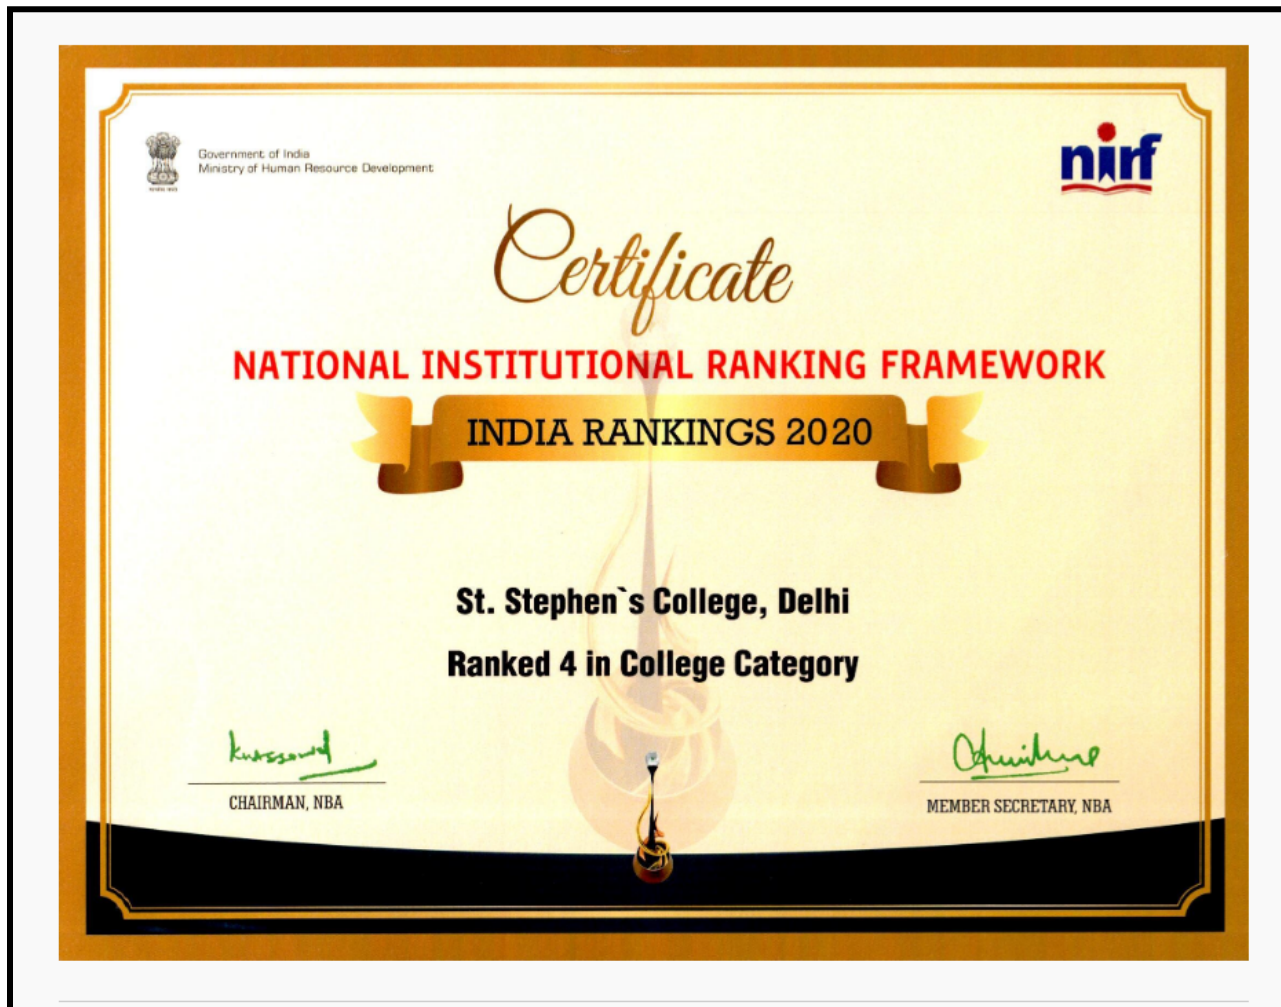 Government of India
Ministry of Human Resource Development
nirf
Certificate
NATIONAL INSTITUTIONAL RANKING FRAMEWORK
INDIA RANKINGS 2020
St. Stephen`s College, Delhi
Ranked 4 in College Category
CHAIRMAN, NBA
MEMBER SECRETARY, NBA